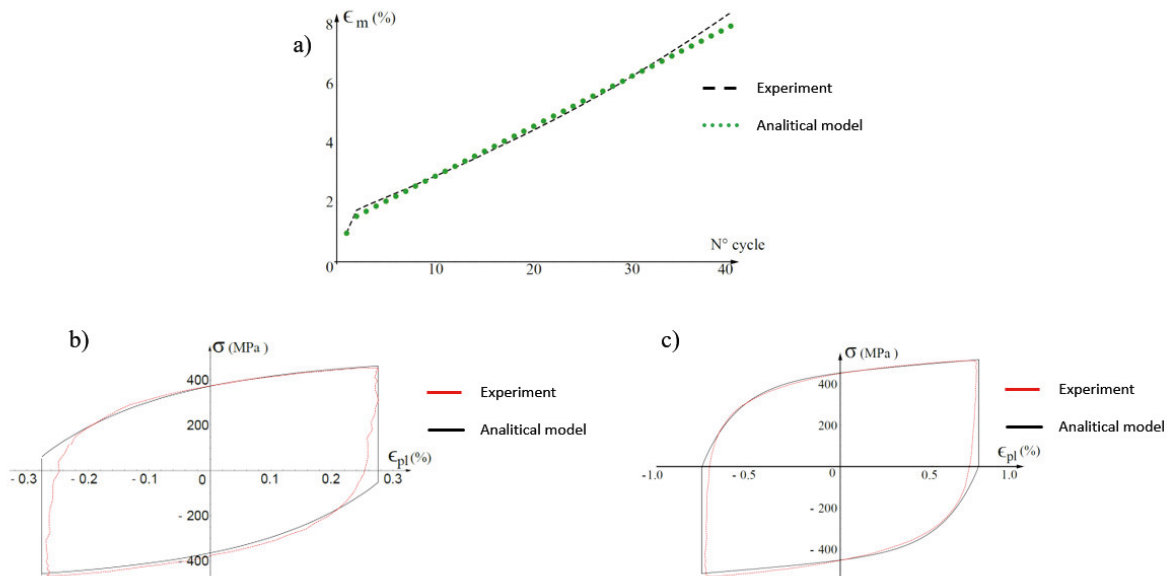 a)
ϵm (%)
8
6
4
2
0
10
20
30
40
N° cycle
Experiment
Analitical model
b)
σ (MPa)
400
200
- 200
- 400
- 0.3
- 0.2
- 0.1
0
0.1
0.2
0.3
ϵpl (%)
Experiment
Analitical model
c)
σ (MPa)
400
200
- 200
- 400
-1.0
- 0.5
0
0.5
1.0
ϵpl (%)
Experiment
Analitical model